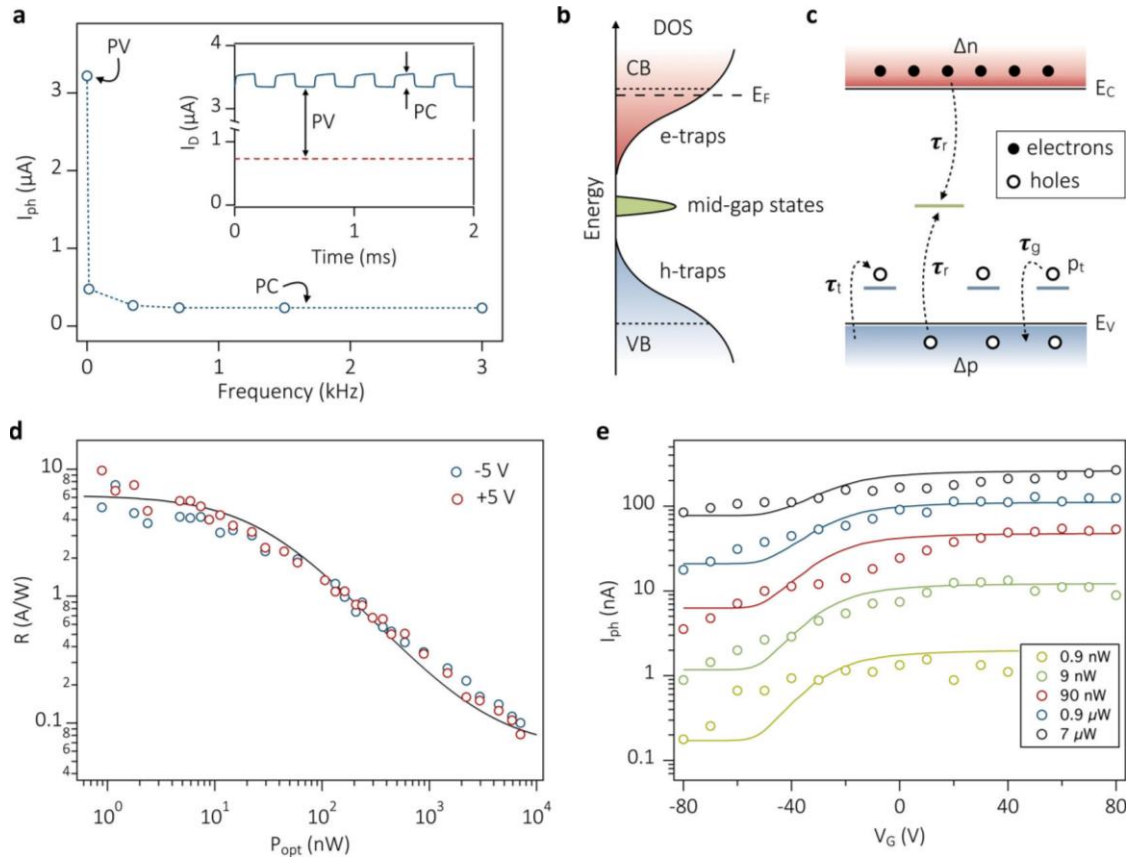 a
I_ph (µA)
3
2
1
0
0
1
2
3
Frequency (kHz)
PV
PC
I_D (µA)
4
3
1
0
0
1
2
Time (ms)
PV
PC
b
DOS
Energy
CB
E_F
e-traps
mid-gap states
h-traps
VB
c
Δn
E_C
τ_r
electrons
holes
τ_t
τ_r
τ_g
p_t
E_V
Δp
d
R (A/W)
10
8
6
4
2
1
8
6
4
2
0.1
8
6
4
10^0
10^1
10^2
10^3
10^4
P_opt (nW)
-5 V
+5 V
e
I_ph (nA)
100
10
1
0.1
-80
-40
0
40
80
V_G (V)
0.9 nW
9 nW
90 nW
0.9 µW
7 µW